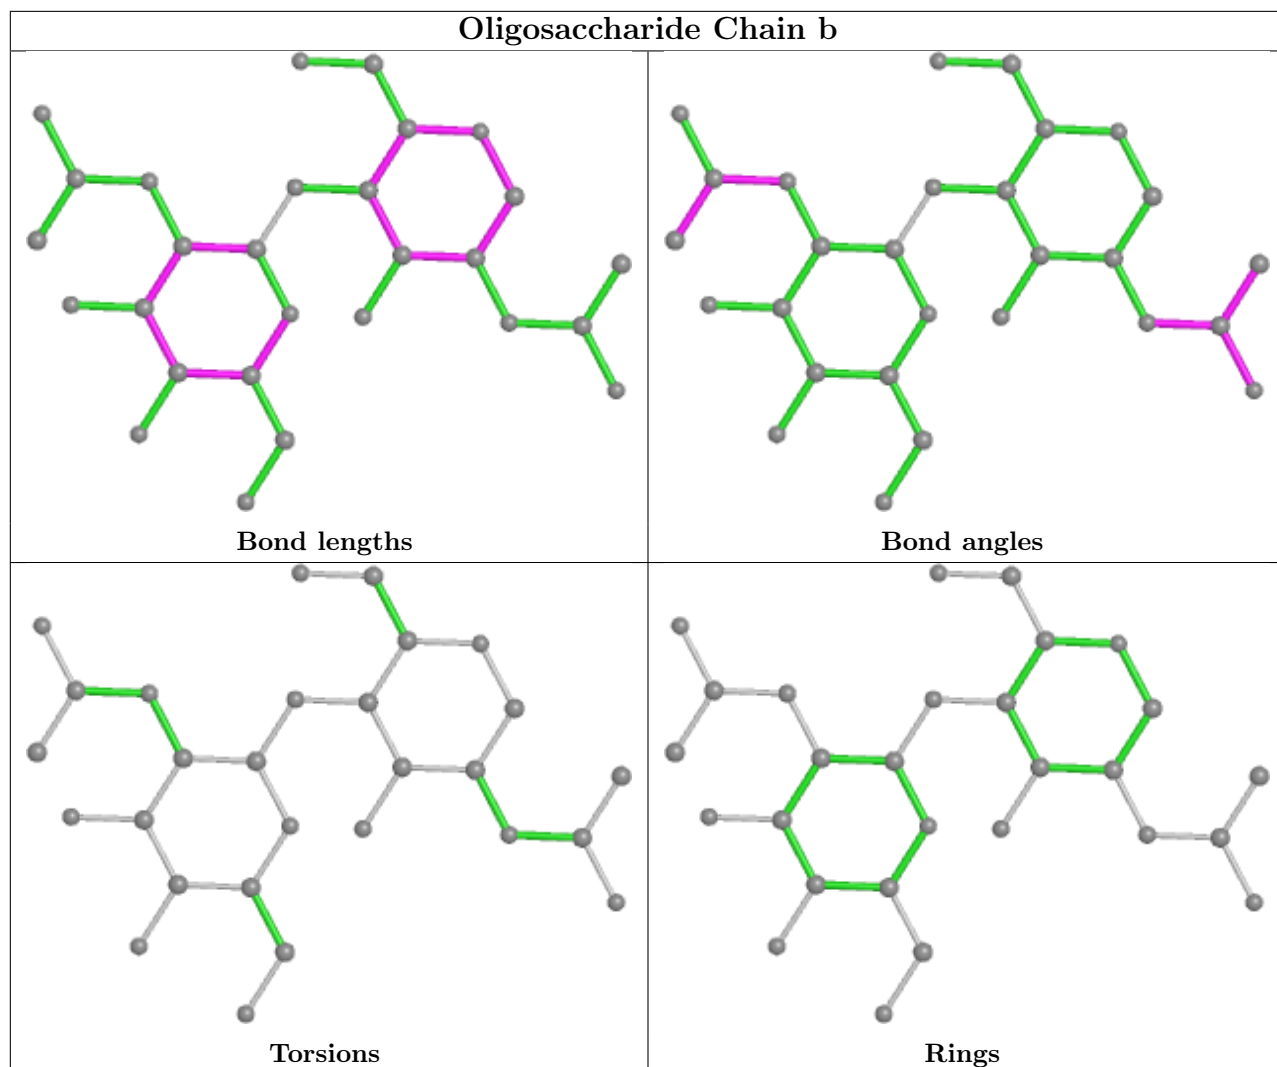 Oligosaccharide Chain b
Bond lengths
Bond angles
Torsions
Rings